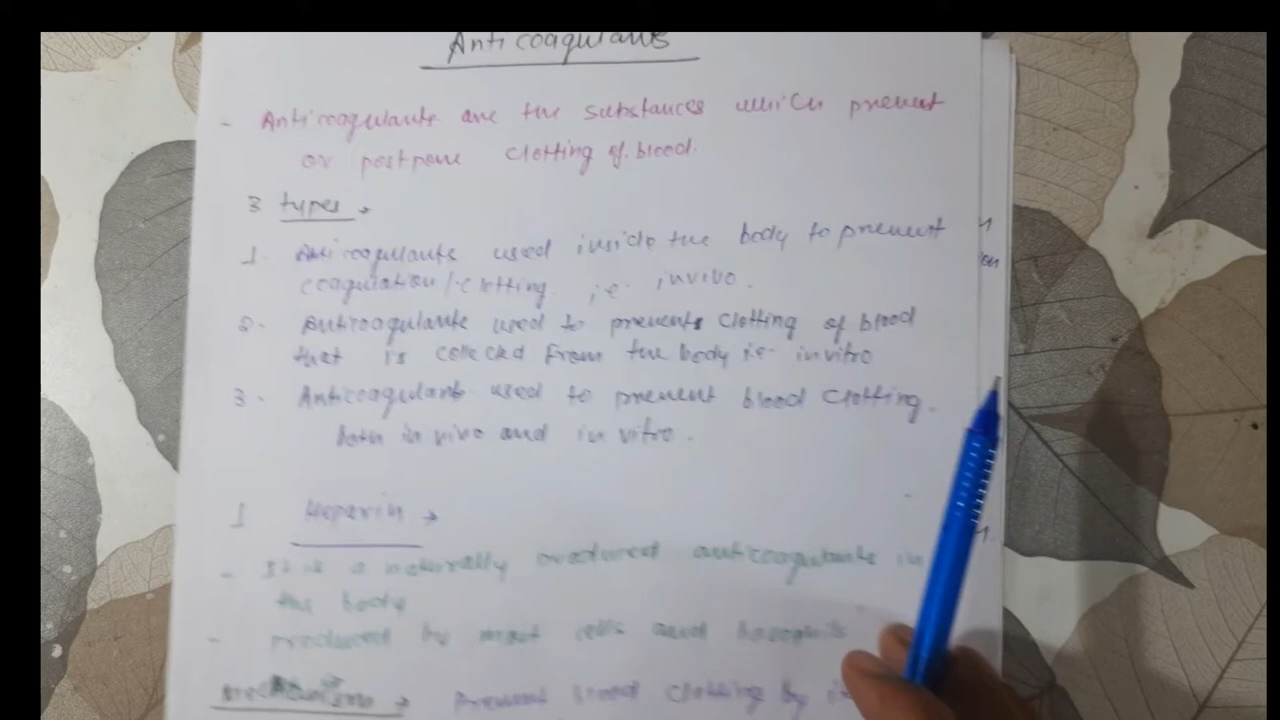 Anticoagulants
- Anticoagulants are the substances which prevent
or postpone clotting of blood.
3 types →
1. Anticoagulants used inside the body to prevent
coagulation/clotting i.e. invivo.
2. Anticoagulants used to prevents clotting of blood
that is collected from the body i.e. invitro
3. Anticoagulants used to prevent blood clotting.
both in vivo and in vitro.
1 Heparin →
- It is a naturally produced anticoagulants in
the body
- produced by mast cells and basophils
mechanism → Prevent blood clotting by